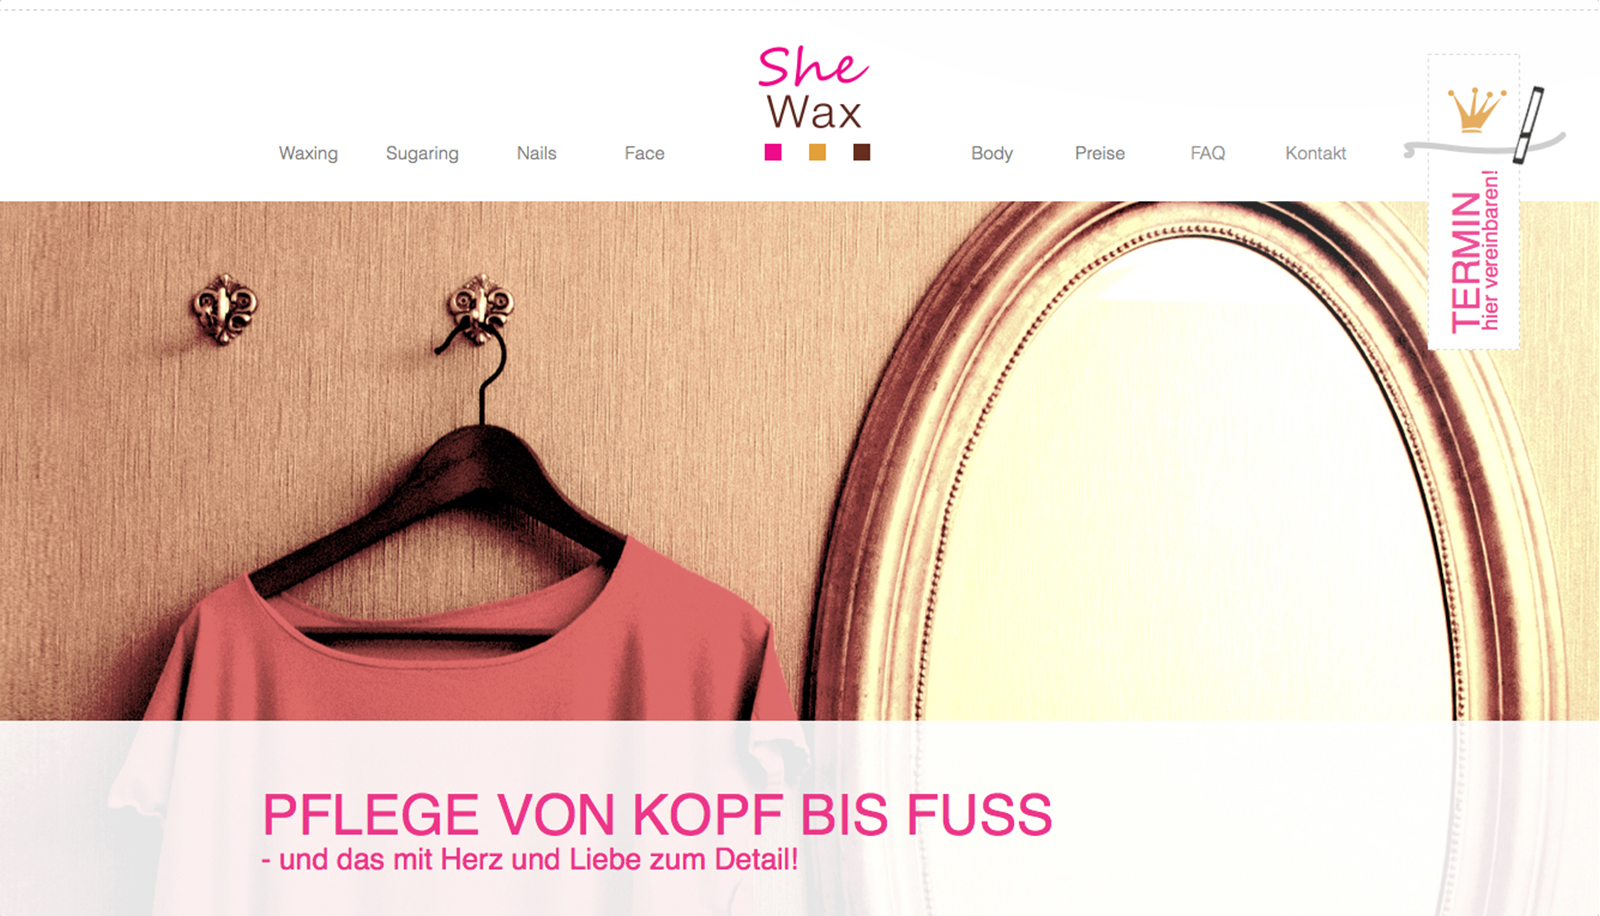 She
Wax
Waxing
Sugaring
Nails
Face
Body
Preise
FAQ
Kontakt
TERMIN
hier vereinbaren!
PFLEGE VON KOPF BIS FUSS
- und das mit Herz und Liebe zum Detail!